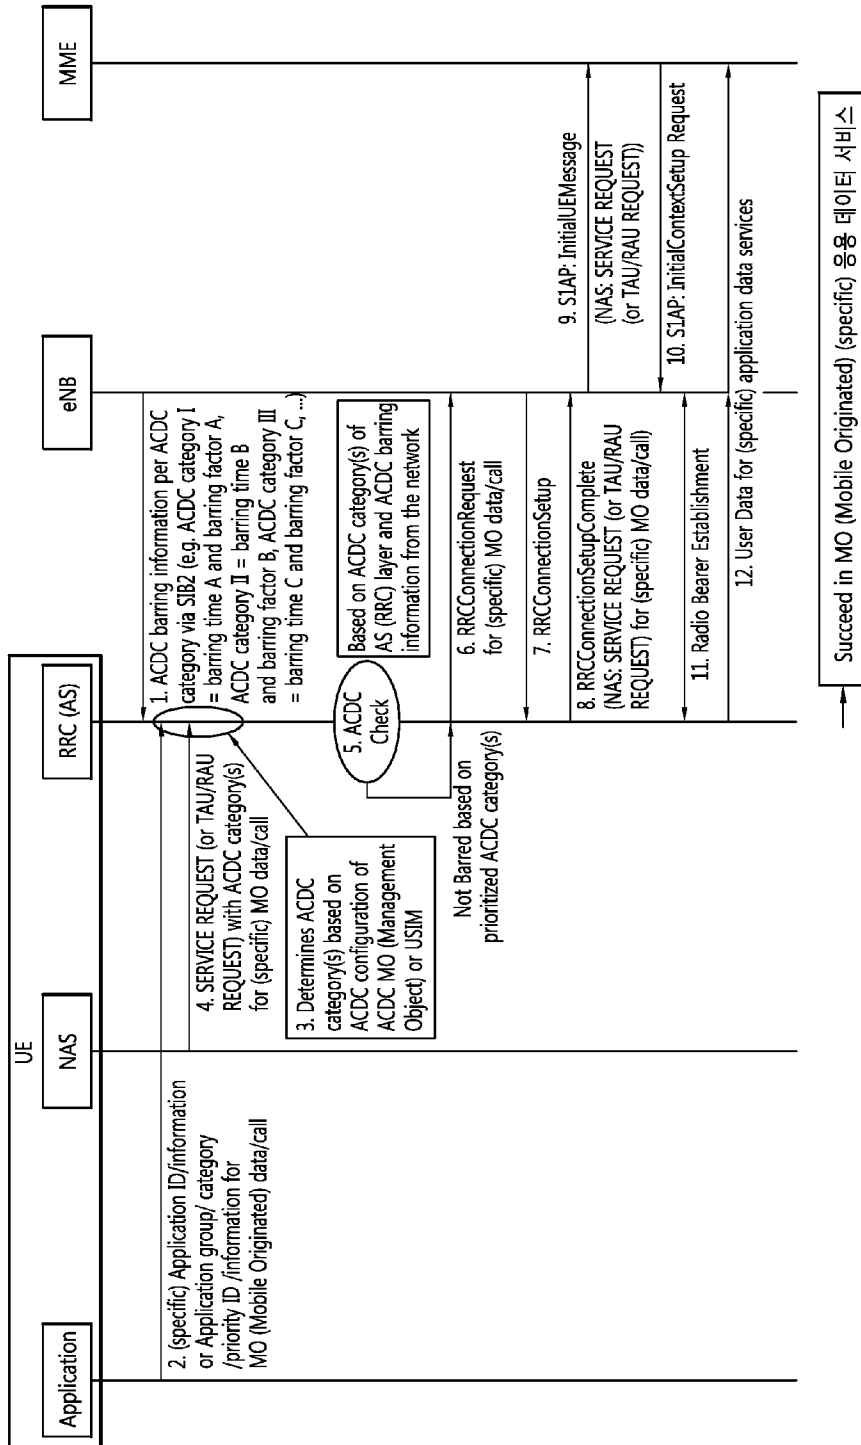 UE
Application
NAS
RRC (AS)
eNB
MME
1. ACDC barring information per ACDC
category via SIB2 (e.g. ACDC category I
= barring time A and barring factor A,
ACDC category II = barring time B
and barring factor B, ACDC category III
= barring time C and barring factor C, ...)
2. (specific) Application ID/information
or Application group/ category
/priority ID /information for
MO (Mobile Originated) data/call
4. SERVICE REQUEST (or TAU/RAU
REQUEST) with ACDC category(s)
for (specific) MO data/call
3. Determines ACDC
category(s) based on
ACDC configuration of
ACDC MO (Management
Object) or USIM
5. ACDC
Check
Based on ACDC category(s) of
AS (RRC) layer and ACDC barring
information from the network
Not Barred based on
prioritized ACDC category(s)
6. RRCConnectionRequest
for (specific) MO data/call
7. RRCConnectionSetup
8. RRCConnectionSetupComplete
(NAS: SERVICE REQUEST (or TAU/RAU
REQUEST) for (specific) MO data/call)
9. S1AP: InitialUEMessage
(NAS: SERVICE REQUEST
(or TAU/RAU REQUEST))
10. S1AP: InitialContextSetup Request
11. Radio Bearer Establishment
12. User Data for (specific) application data services
Succeed in MO (Mobile Originated) (specific) 응용 데이터 서비스